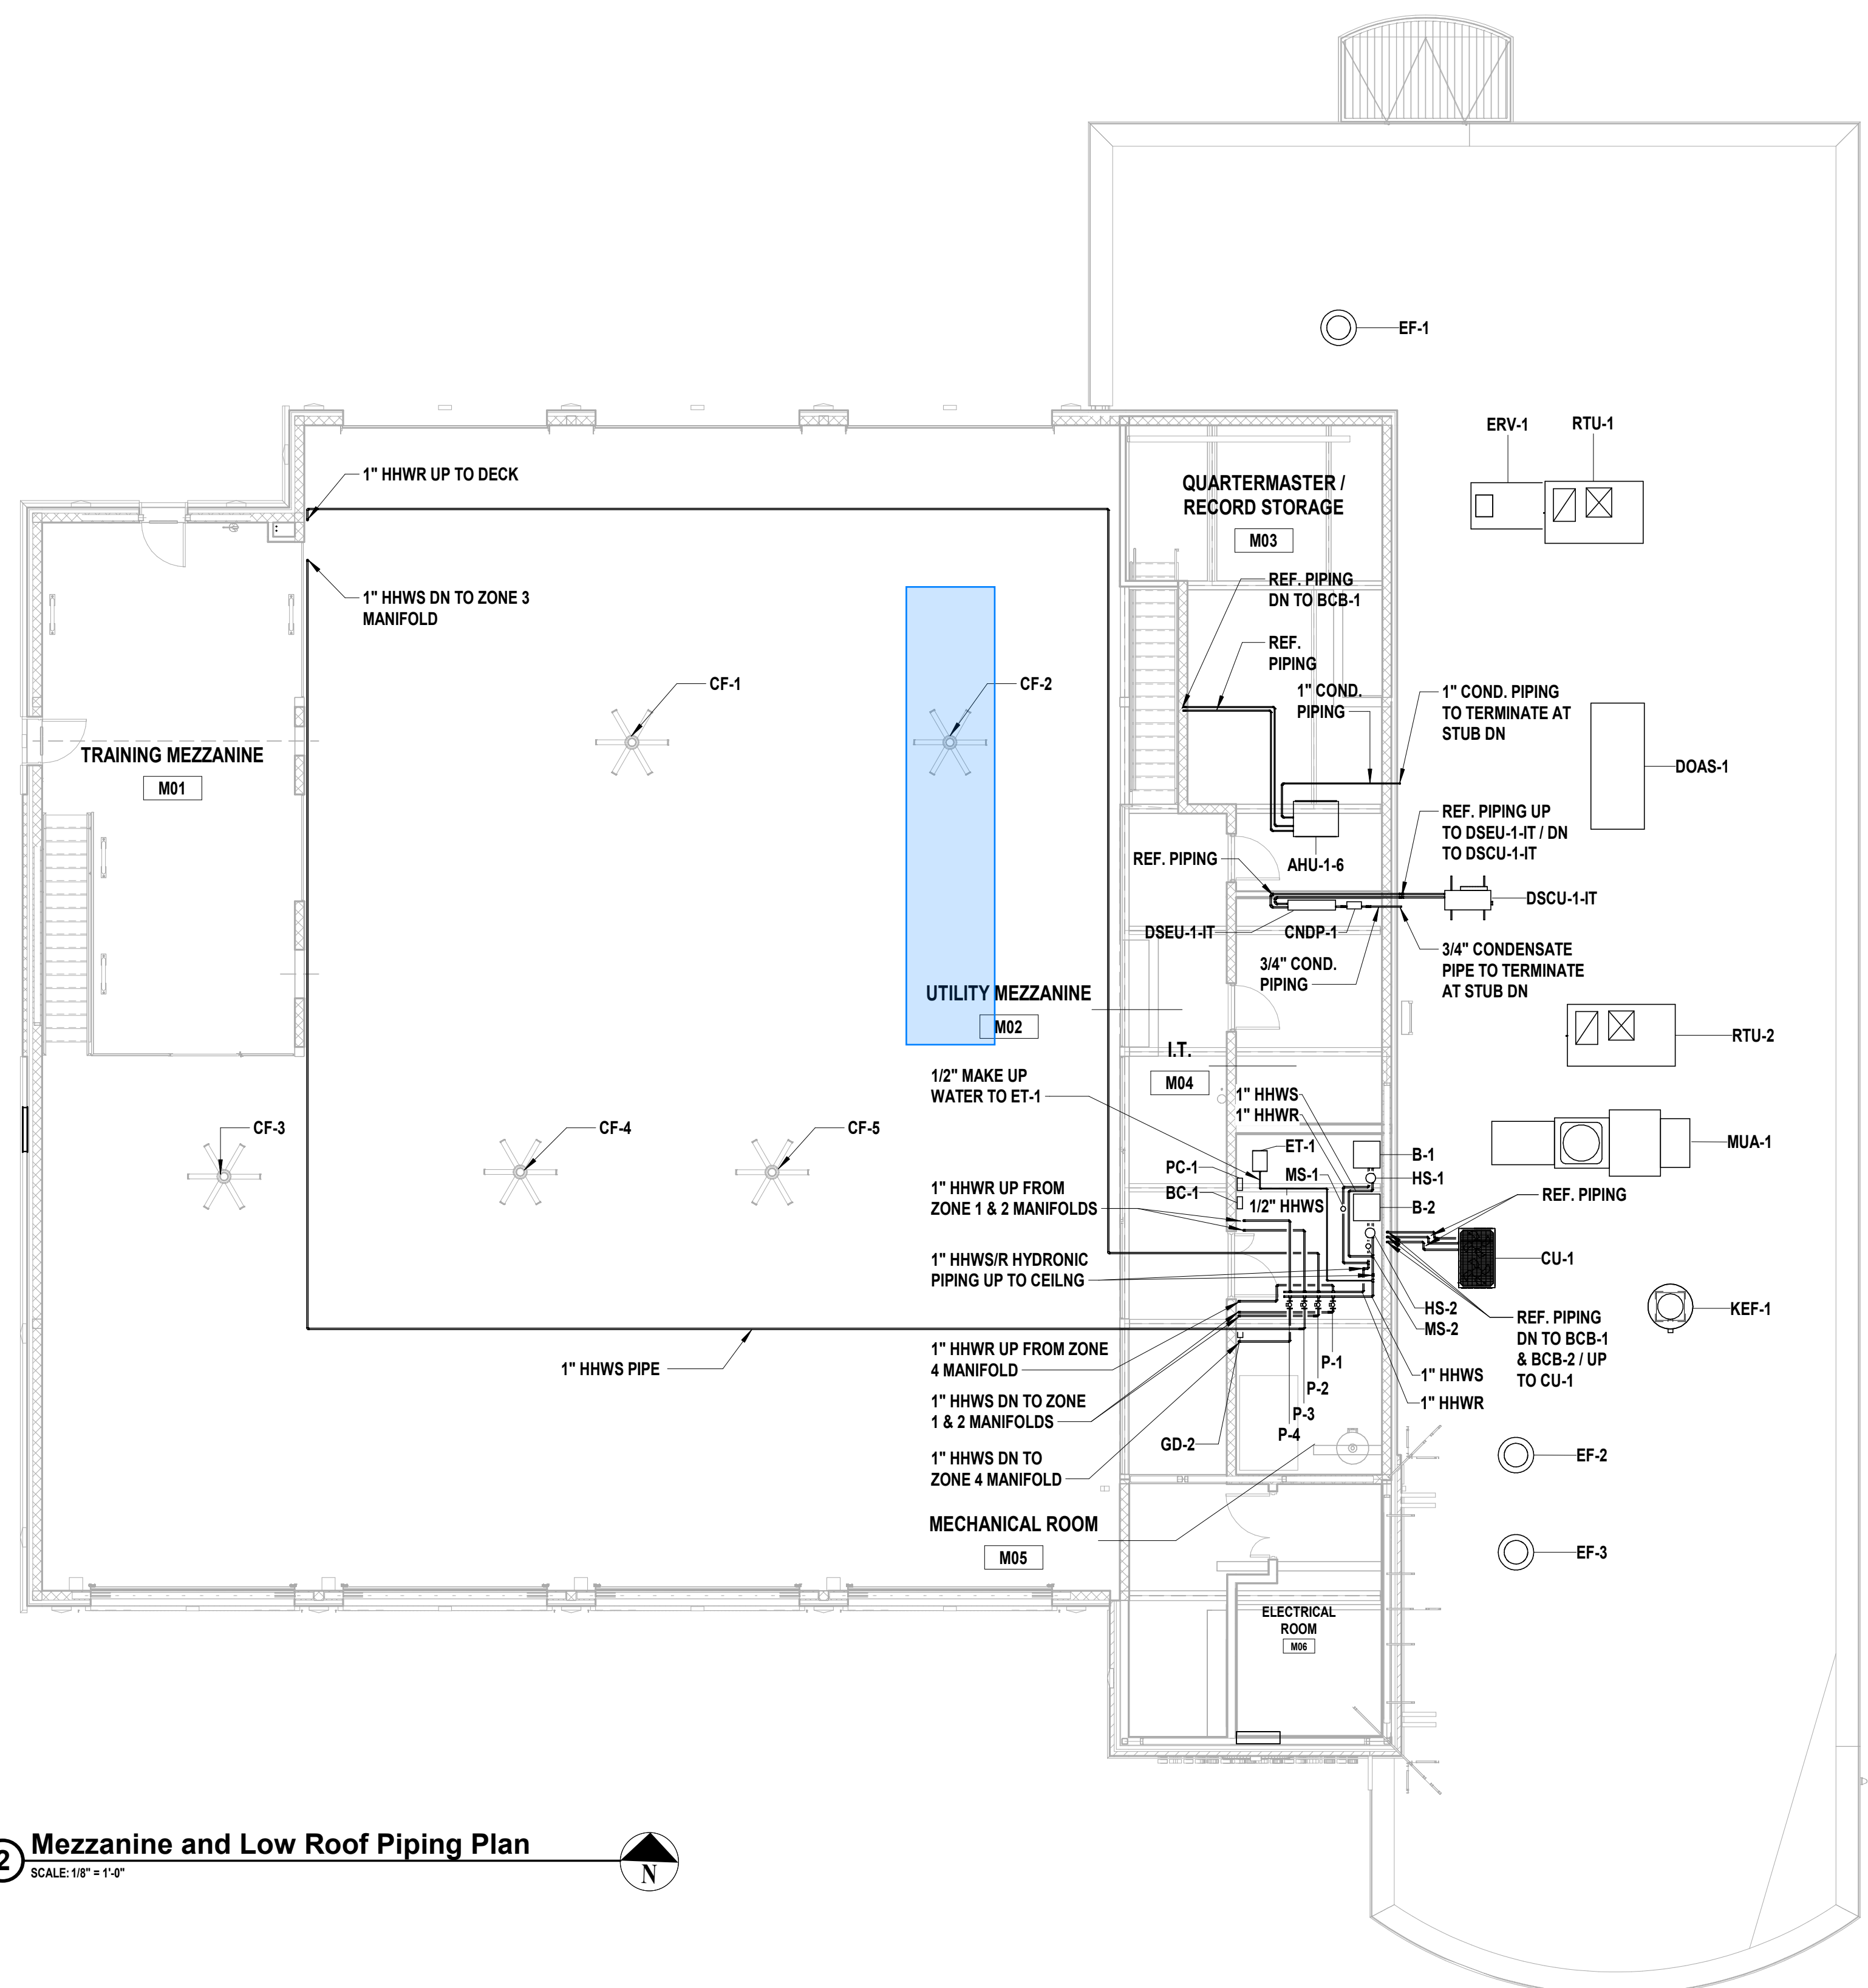 EF-1
ERV-1
RTU-1
1" HHWR UP TO DECK
QUARTERMASTER /
RECORD STORAGE
M03
1" HHWS DN TO ZONE 3
MANIFOLD
REF. PIPING
DN TO BCB-1
REF.
PIPING
CF-1
CF-2
1" COND.
PIPING
1" COND. PIPING
TO TERMINATE AT
STUB DN
TRAINING MEZZANINE
M01
DOAS-1
REF. PIPING UP
TO DSEU-1-IT / DN
TO DSCU-1-IT
REF. PIPING
AHU-1-6
DSCU-1-IT
DSEU-1-IT
CNDP-1
3/4" COND.
PIPING
3/4" CONDENSATE
PIPE TO TERMINATE
AT STUB DN
UTILITY MEZZANINE
M02
RTU-2
I.T.
M04
1/2" MAKE UP
WATER TO ET-1
1" HHWS
1" HHWR
CF-3
CF-4
CF-5
ET-1
B-1
MUA-1
PC-1
MS-1
HS-1
BC-1
1/2" HHWS
B-2
REF. PIPING
1" HHWR UP FROM
ZONE 1 & 2 MANIFOLDS
1" HHWS/R HYDRONIC
PIPING UP TO CEILNG
CU-1
HS-2
MS-2
KEF-1
REF. PIPING
DN TO BCB-1
& BCB-2 / UP
TO CU-1
1" HHWS PIPE
1" HHWR UP FROM ZONE
4 MANIFOLD
P-1
P-2
P-3
P-4
1" HHWS
1" HHWR
1" HHWS DN TO ZONE
1 & 2 MANIFOLDS
GD-2
1" HHWS DN TO
ZONE 4 MANIFOLD
EF-2
MECHANICAL ROOM
M05
EF-3
ELECTRICAL
ROOM
M06
2
Mezzanine and Low Roof Piping Plan
SCALE: 1/8" = 1'-0"
N